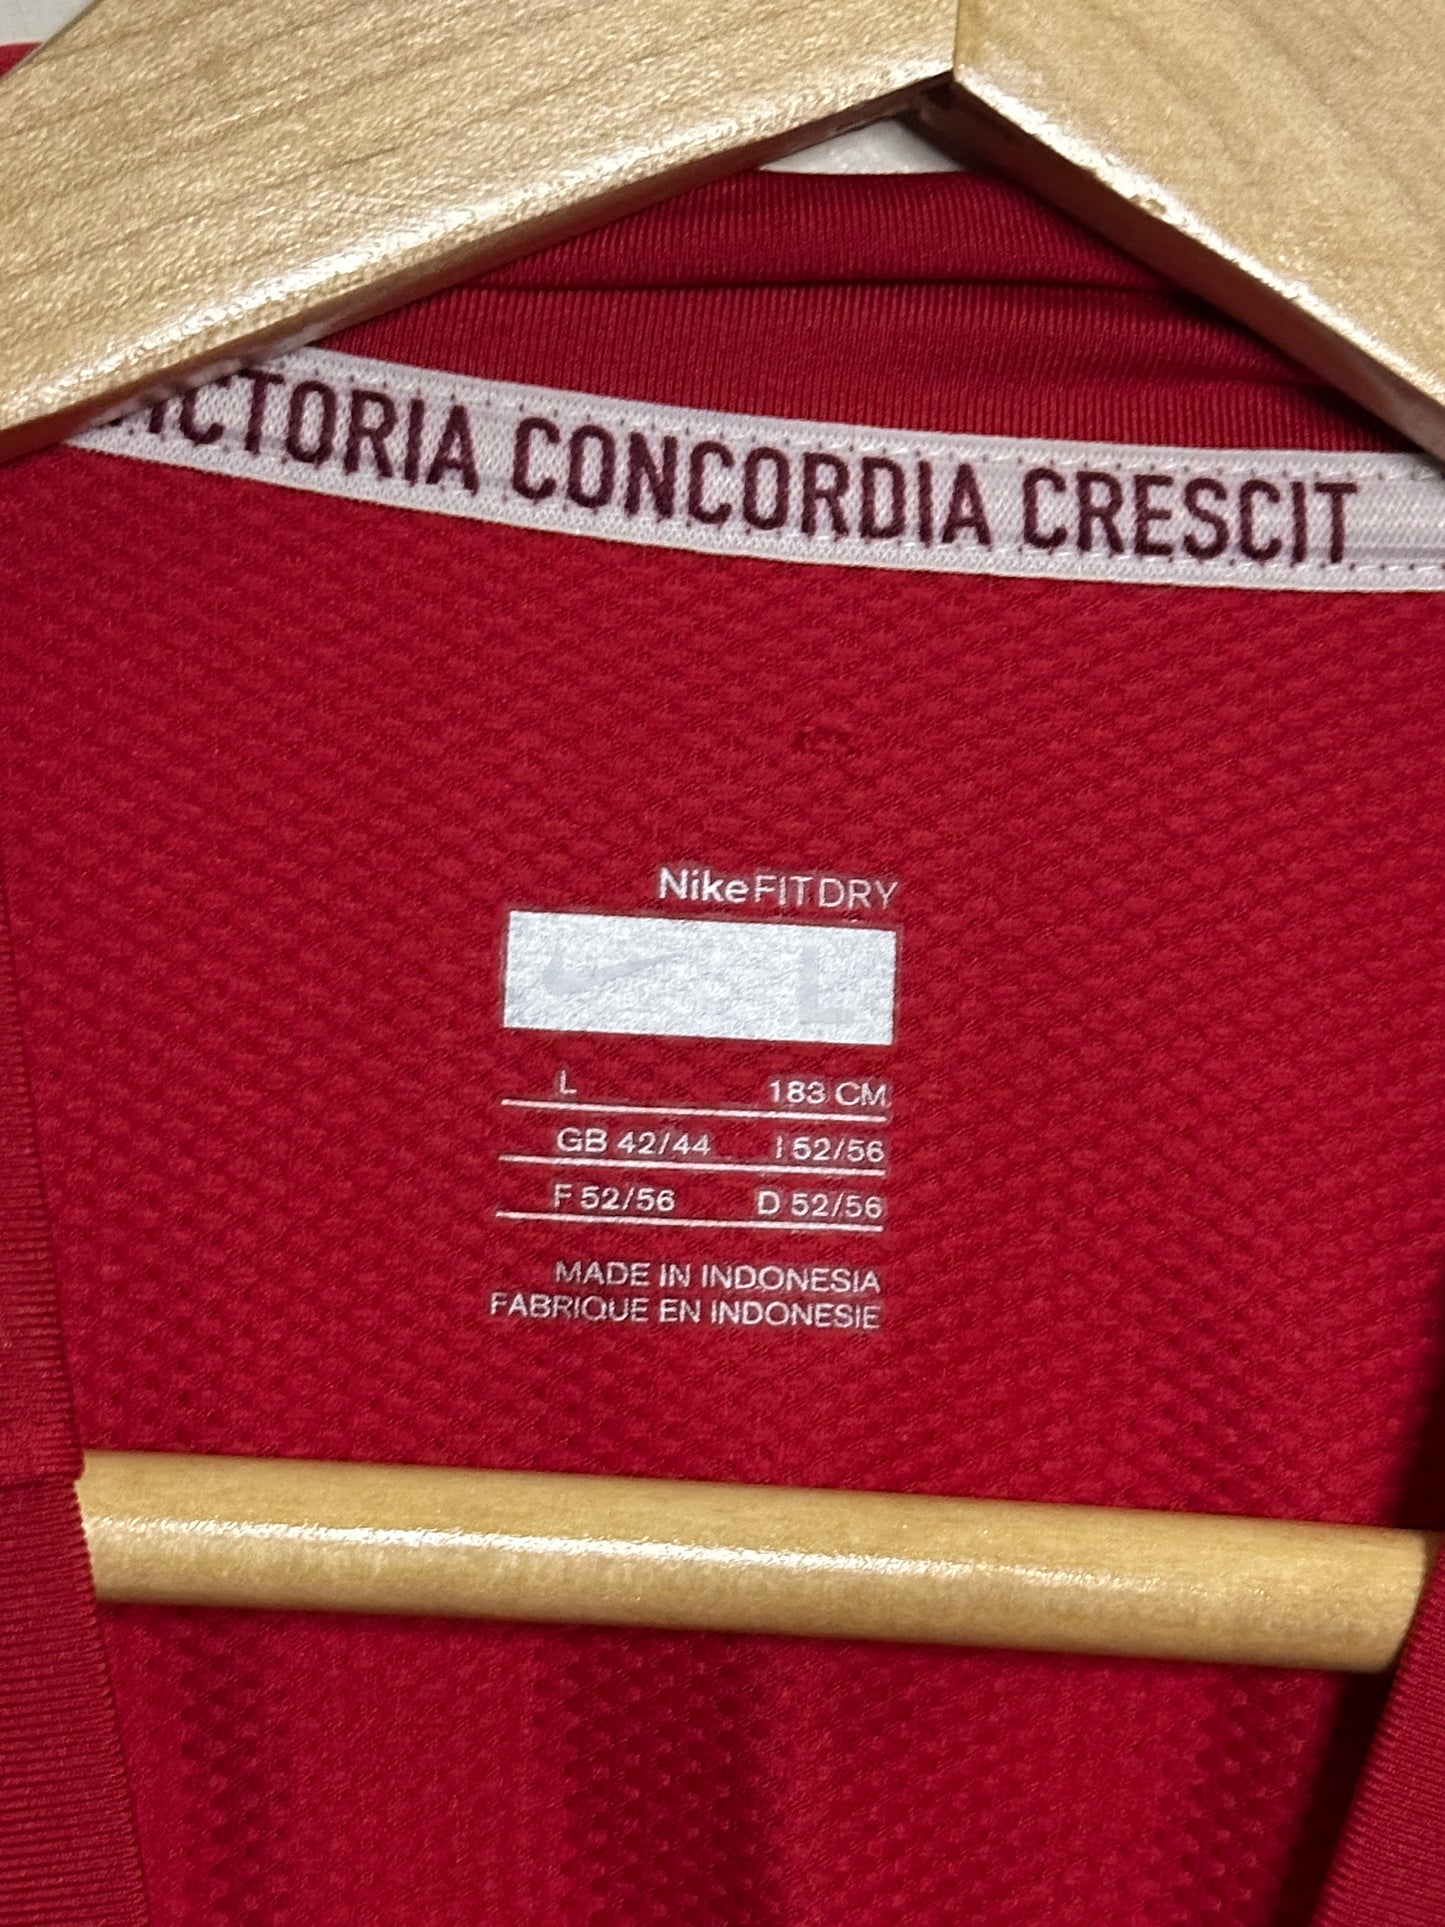 VICTORIA CONCORDIA CRESCIT
NikeFITDRY
L
L 183 CM
GB 42/44 I 52/56
F 52/56 D 52/56
MADE IN INDONESIA
FABRIQUE EN INDONESIE